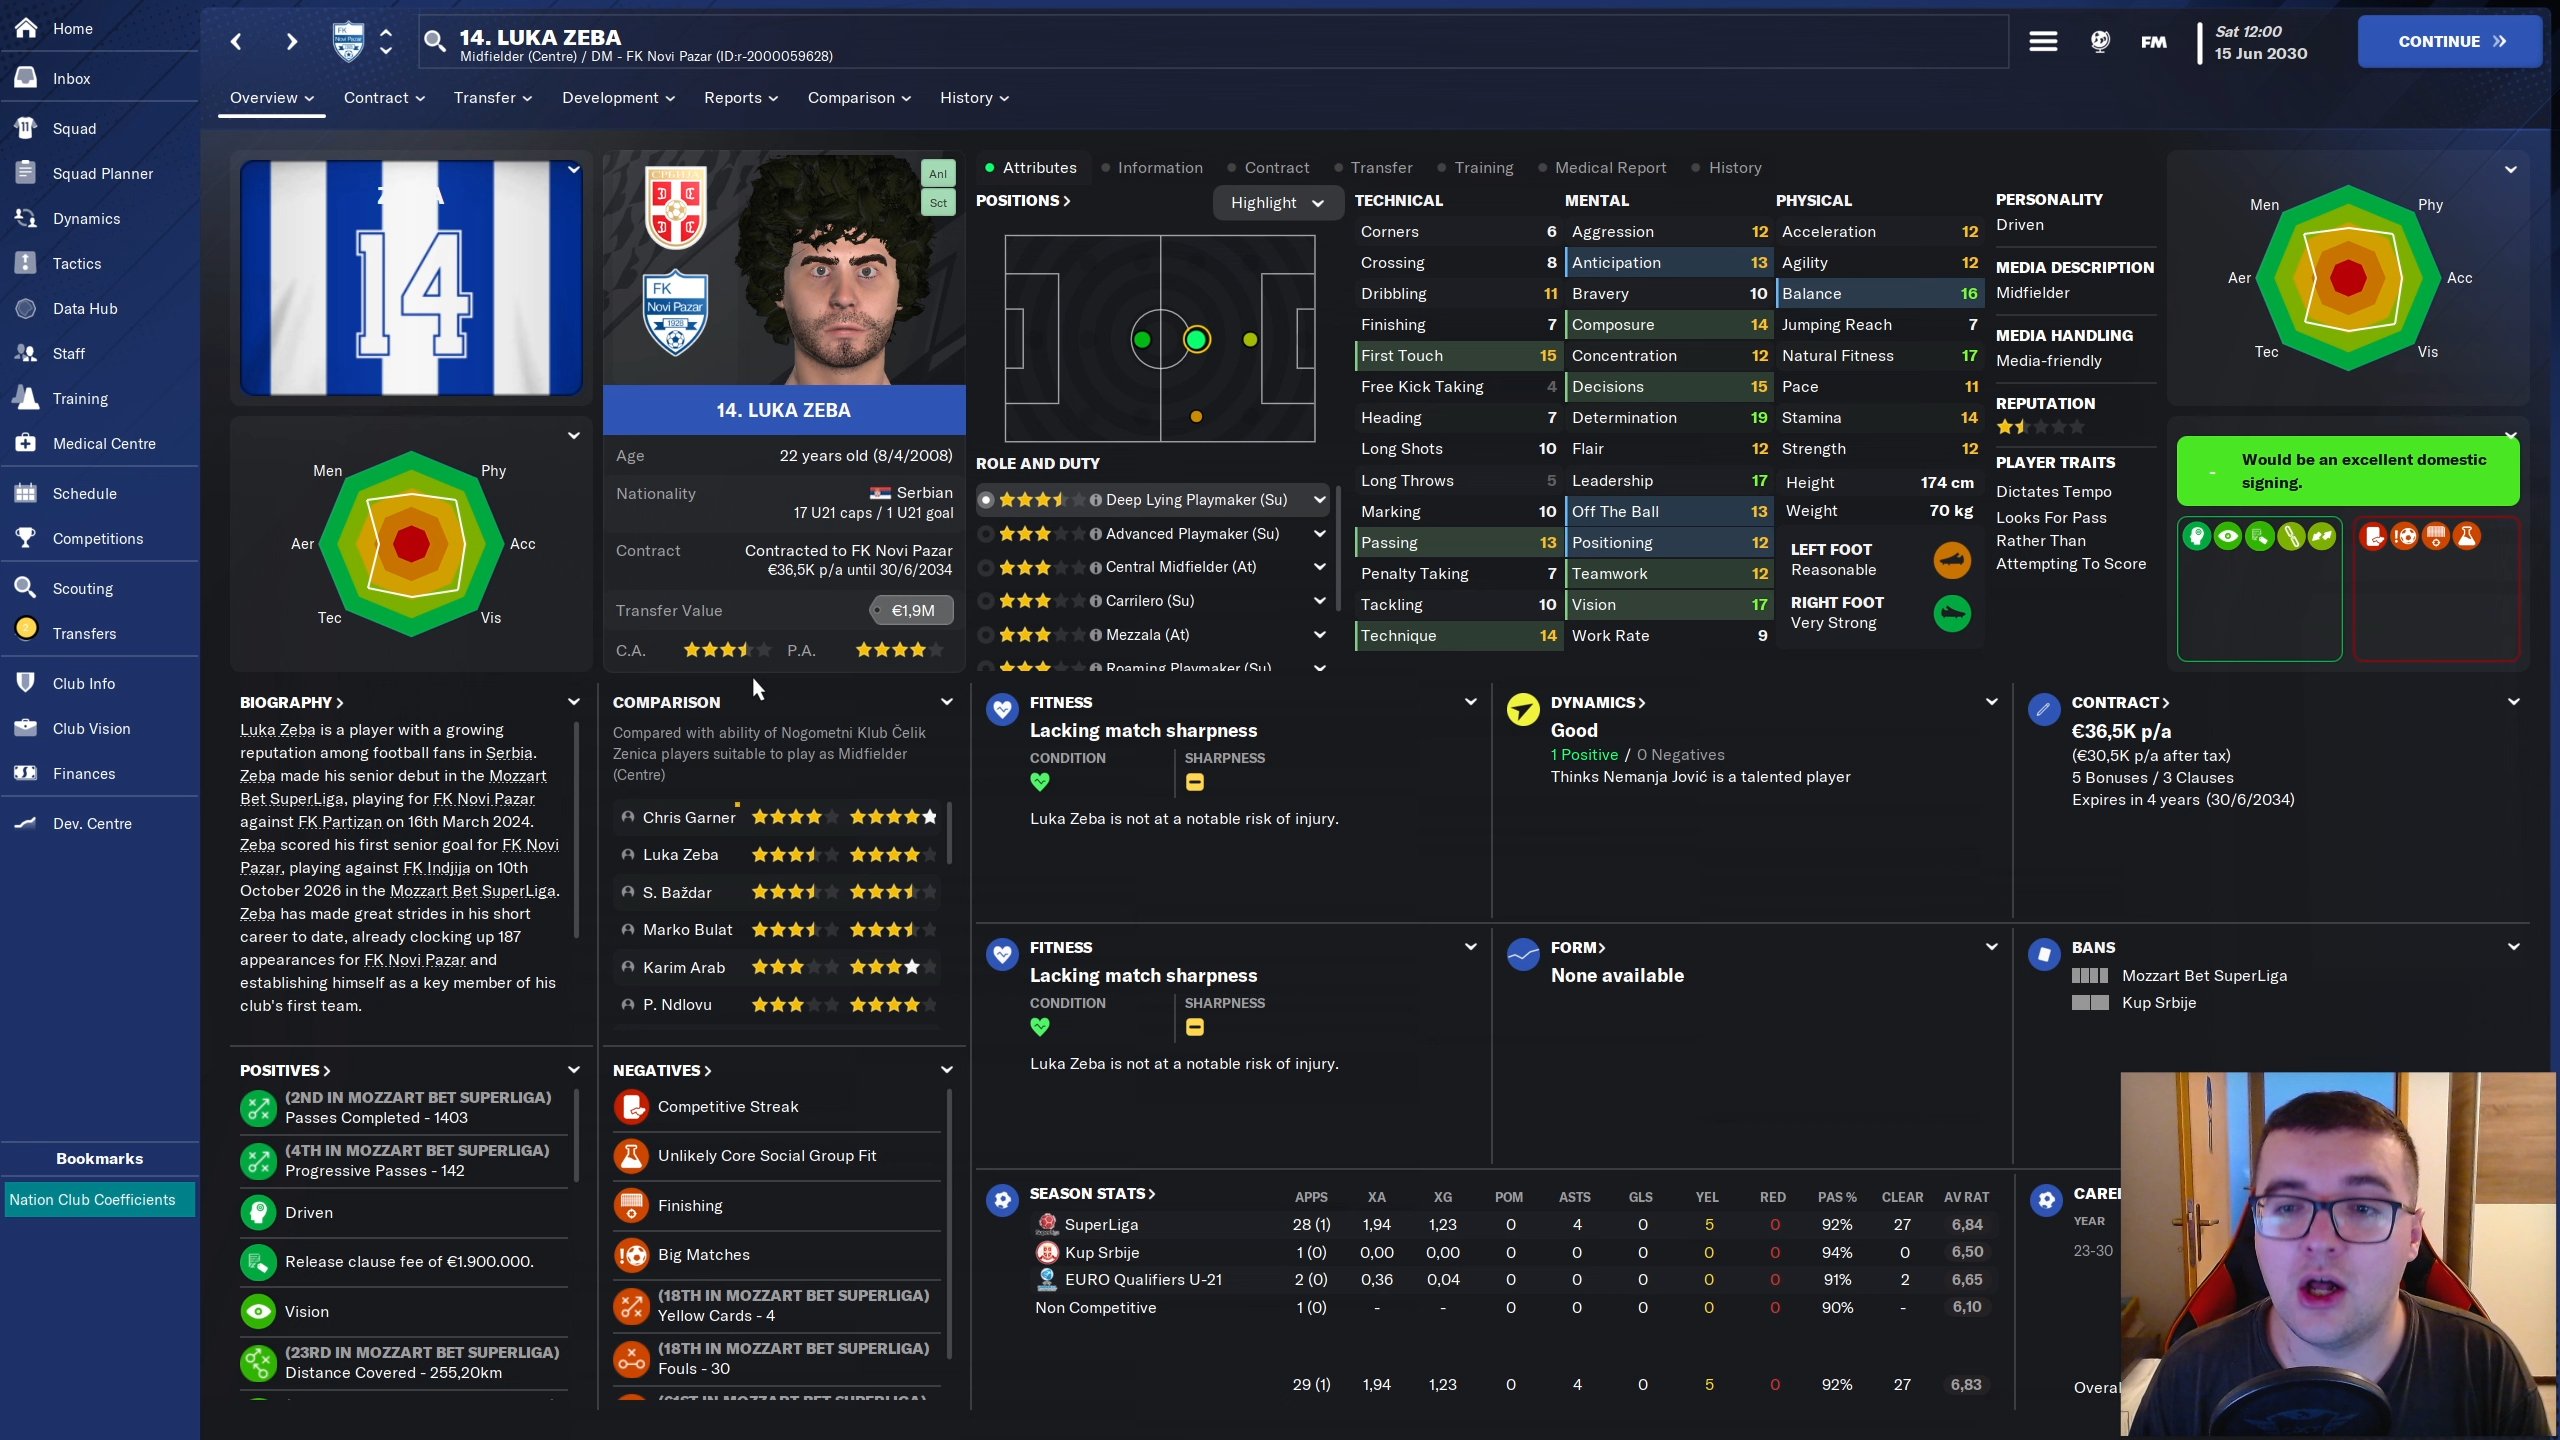 Home
Inbox
Squad
Squad Planner
Dynamics
Tactics
Data Hub
Staff
Training
Medical Centre
Schedule
Competitions
Scouting
Transfers
Club Info
Club Vision
Finances
Dev. Centre
Bookmarks
Nation Club Coefficients
14. LUKA ZEBA
Midfielder (Centre) / DM - FK Novi Pazar (ID:r-2000059628)
FM
Sat 12:00
15 Jun 2030
CONTINUE
Overview
Contract
Transfer
Development
Reports
Comparison
History
14
Men
Phy
Aer
Acc
Tec
Vis
FK
Novi Pazar
1928
Anl
Sct
14. LUKA ZEBA
Age 22 years old (8/4/2008)
Nationality Serbian
17 U21 caps / 1 U21 goal
Contract Contracted to FK Novi Pazar
€36,5K p/a until 30/6/2034
Transfer Value €1,9M
C.A. P.A.
Attributes
Information
Contract
Transfer
Training
Medical Report
History
POSITIONS
Highlight
ROLE AND DUTY
Deep Lying Playmaker (Su)
Advanced Playmaker (Su)
Central Midfielder (At)
Carrilero (Su)
Mezzala (At)
Roaming Playmaker (Su)
TECHNICAL
Corners 6
Crossing 8
Dribbling 11
Finishing 7
First Touch 15
Free Kick Taking 4
Heading 7
Long Shots 10
Long Throws 5
Marking 10
Passing 13
Penalty Taking 7
Tackling 10
Technique 14
MENTAL
Aggression 12
Anticipation 13
Bravery 10
Composure 14
Concentration 12
Decisions 15
Determination 19
Flair 12
Leadership 17
Off The Ball 13
Positioning 12
Teamwork 12
Vision 17
Work Rate 9
PHYSICAL
Acceleration 12
Agility 12
Balance 16
Jumping Reach 7
Natural Fitness 17
Pace 11
Stamina 14
Strength 12
Height 174 cm
Weight 70 kg
LEFT FOOT
Reasonable
RIGHT FOOT
Very Strong
PERSONALITY
Driven
MEDIA DESCRIPTION
Midfielder
MEDIA HANDLING
Media-friendly
REPUTATION
PLAYER TRAITS
Dictates Tempo
Looks For Pass
Rather Than
Attempting To Score
Men
Phy
Aer
Acc
Tec
Vis
- Would be an excellent domestic
signing.
BIOGRAPHY
Luka Zeba is a player with a growing
reputation among football fans in Serbia.
Zeba made his senior debut in the Mozzart
Bet SuperLiga, playing for FK Novi Pazar
against FK Partizan on 16th March 2024.
Zeba scored his first senior goal for FK Novi
Pazar, playing against FK Indjija on 10th
October 2026 in the Mozzart Bet SuperLiga.
Zeba has made great strides in his short
career to date, already clocking up 187
appearances for FK Novi Pazar and
establishing himself as a key member of his
club's first team.
COMPARISON
Compared with ability of Nogometni Klub Čelik
Zenica players suitable to play as Midfielder
(Centre)
Chris Garner
Luka Zeba
S. Baždar
Marko Bulat
Karim Arab
P. Ndlovu
FITNESS
Lacking match sharpness
CONDITION
SHARPNESS
Luka Zeba is not at a notable risk of injury.
DYNAMICS
Good
1 Positive / 0 Negatives
Thinks Nemanja Jović is a talented player
CONTRACT
€36,5K p/a
(€30,5K p/a after tax)
5 Bonuses / 3 Clauses
Expires in 4 years (30/6/2034)
FITNESS
Lacking match sharpness
CONDITION
SHARPNESS
Luka Zeba is not at a notable risk of injury.
FORM
None available
BANS
Mozzart Bet SuperLiga
Kup Srbije
POSITIVES
(2ND IN MOZZART BET SUPERLIGA)
Passes Completed - 1403
(4TH IN MOZZART BET SUPERLIGA)
Progressive Passes - 142
Driven
Release clause fee of €1.900.000.
Vision
(23RD IN MOZZART BET SUPERLIGA)
Distance Covered - 255,20km
NEGATIVES
Competitive Streak
Unlikely Core Social Group Fit
Finishing
Big Matches
(18TH IN MOZZART BET SUPERLIGA)
Yellow Cards - 4
(18TH IN MOZZART BET SUPERLIGA)
Fouls - 30
SEASON STATS APPS XA XG POM ASTS GLS YEL RED PAS % CLEAR AV RAT
SuperLiga 28 (1) 1,94 1,23 0 4 0 5 0 92% 27 6,84
Kup Srbije 1 (0) 0,00 0,00 0 0 0 0 0 94% 0 6,50
EURO Qualifiers U-21 2 (0) 0,36 0,04 0 0 0 0 0 91% 2 6,65
Non Competitive 1 (0) - - 0 0 0 0 0 90% - 6,10
29 (1) 1,94 1,23 0 4 0 5 0 92% 27 6,83
YEAR
23-30